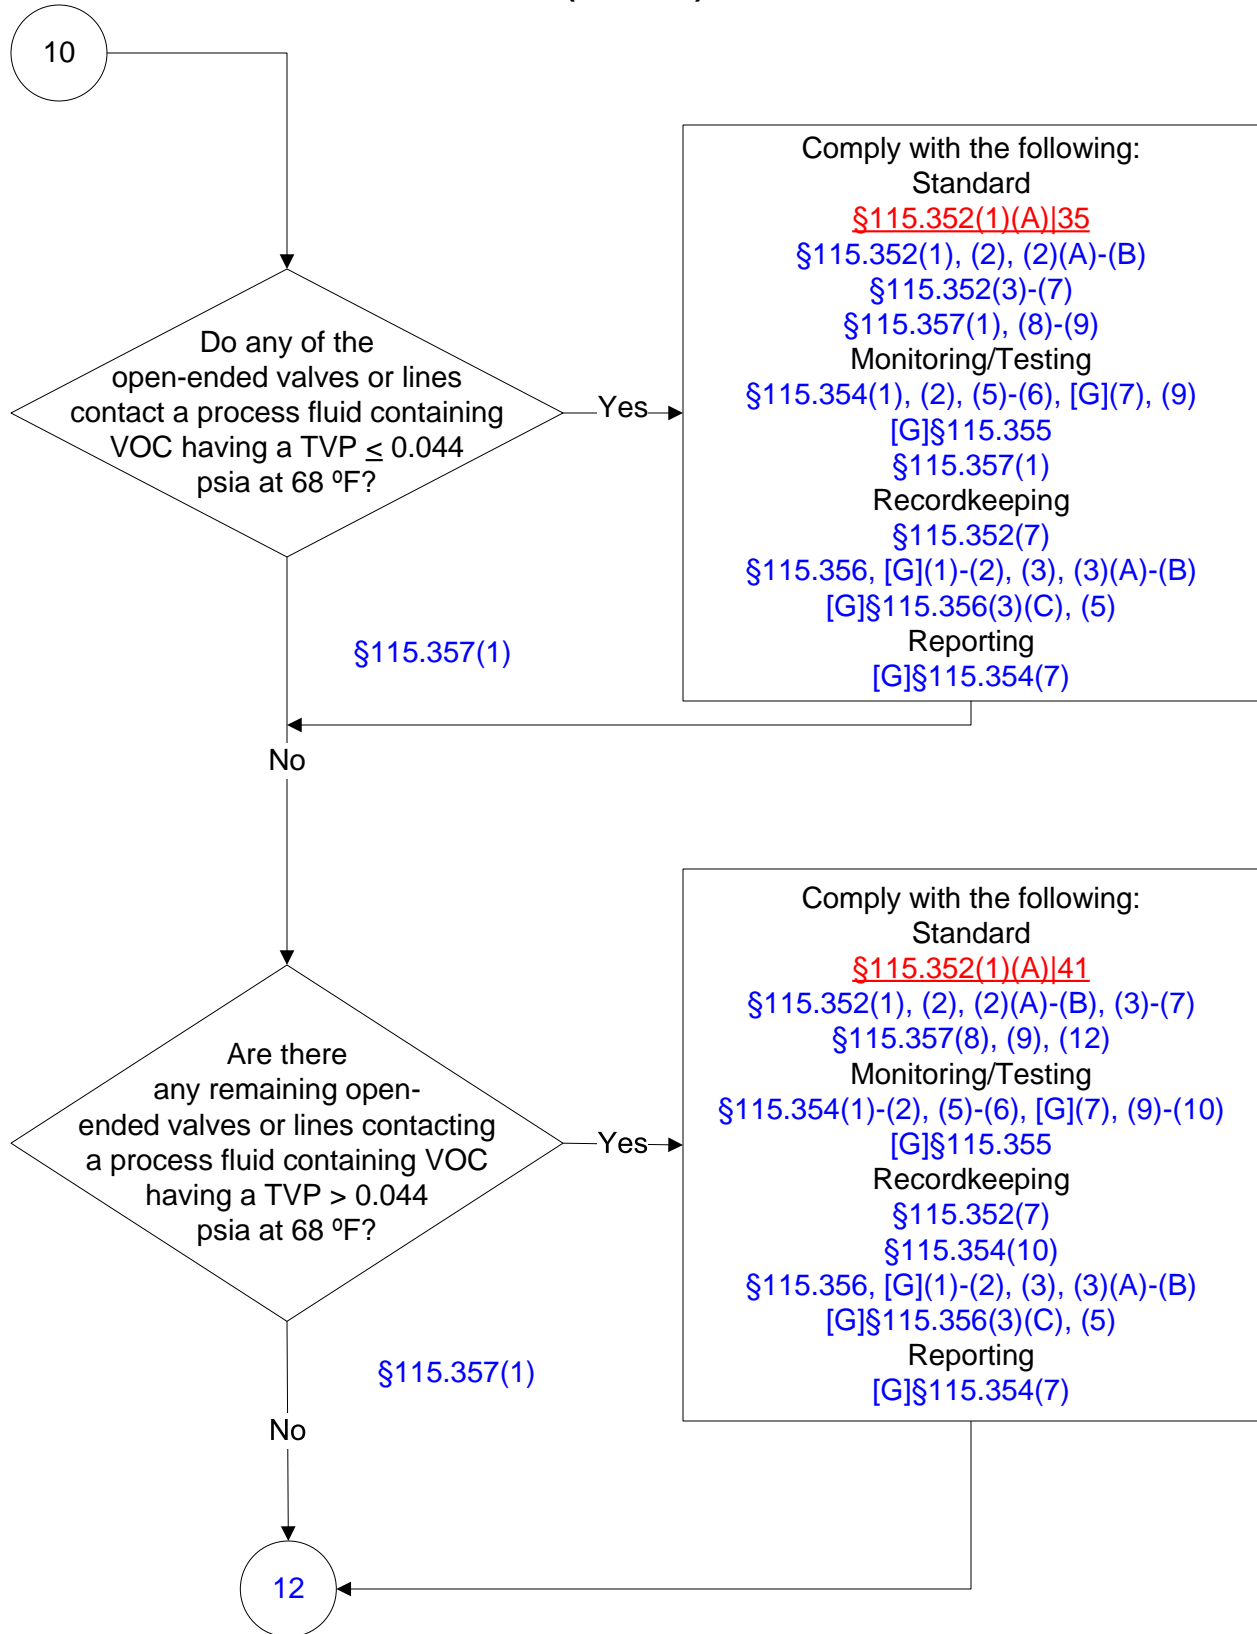 10
Comply with the following:
Standard
§115.352(1)(A)|35
§115.352(1), (2), (2)(A)-(B)
§115.352(3)-(7)
§115.357(1), (8)-(9)
Monitoring/Testing
§115.354(1), (2), (5)-(6), [G](7), (9)
[G]§115.355
§115.357(1)
Recordkeeping
§115.352(7)
§115.356, [G](1)-(2), (3), (3)(A)-(B)
[G]§115.356(3)(C), (5)
Reporting
[G]§115.354(7)
Do any of the
open-ended valves or lines
contact a process fluid containing
VOC having a TVP ≤ 0.044
psia at 68 ºF?
Yes
§115.357(1)
No
Comply with the following:
Standard
§115.352(1)(A)|41
§115.352(1), (2), (2)(A)-(B), (3)-(7)
§115.357(8), (9), (12)
Monitoring/Testing
§115.354(1)-(2), (5)-(6), [G](7), (9)-(10)
[G]§115.355
Recordkeeping
§115.352(7)
§115.354(10)
§115.356, [G](1)-(2), (3), (3)(A)-(B)
[G]§115.356(3)(C), (5)
Reporting
[G]§115.354(7)
Are there
any remaining open-
ended valves or lines contacting
a process fluid containing VOC
having a TVP > 0.044
psia at 68 ºF?
Yes
§115.357(1)
No
12